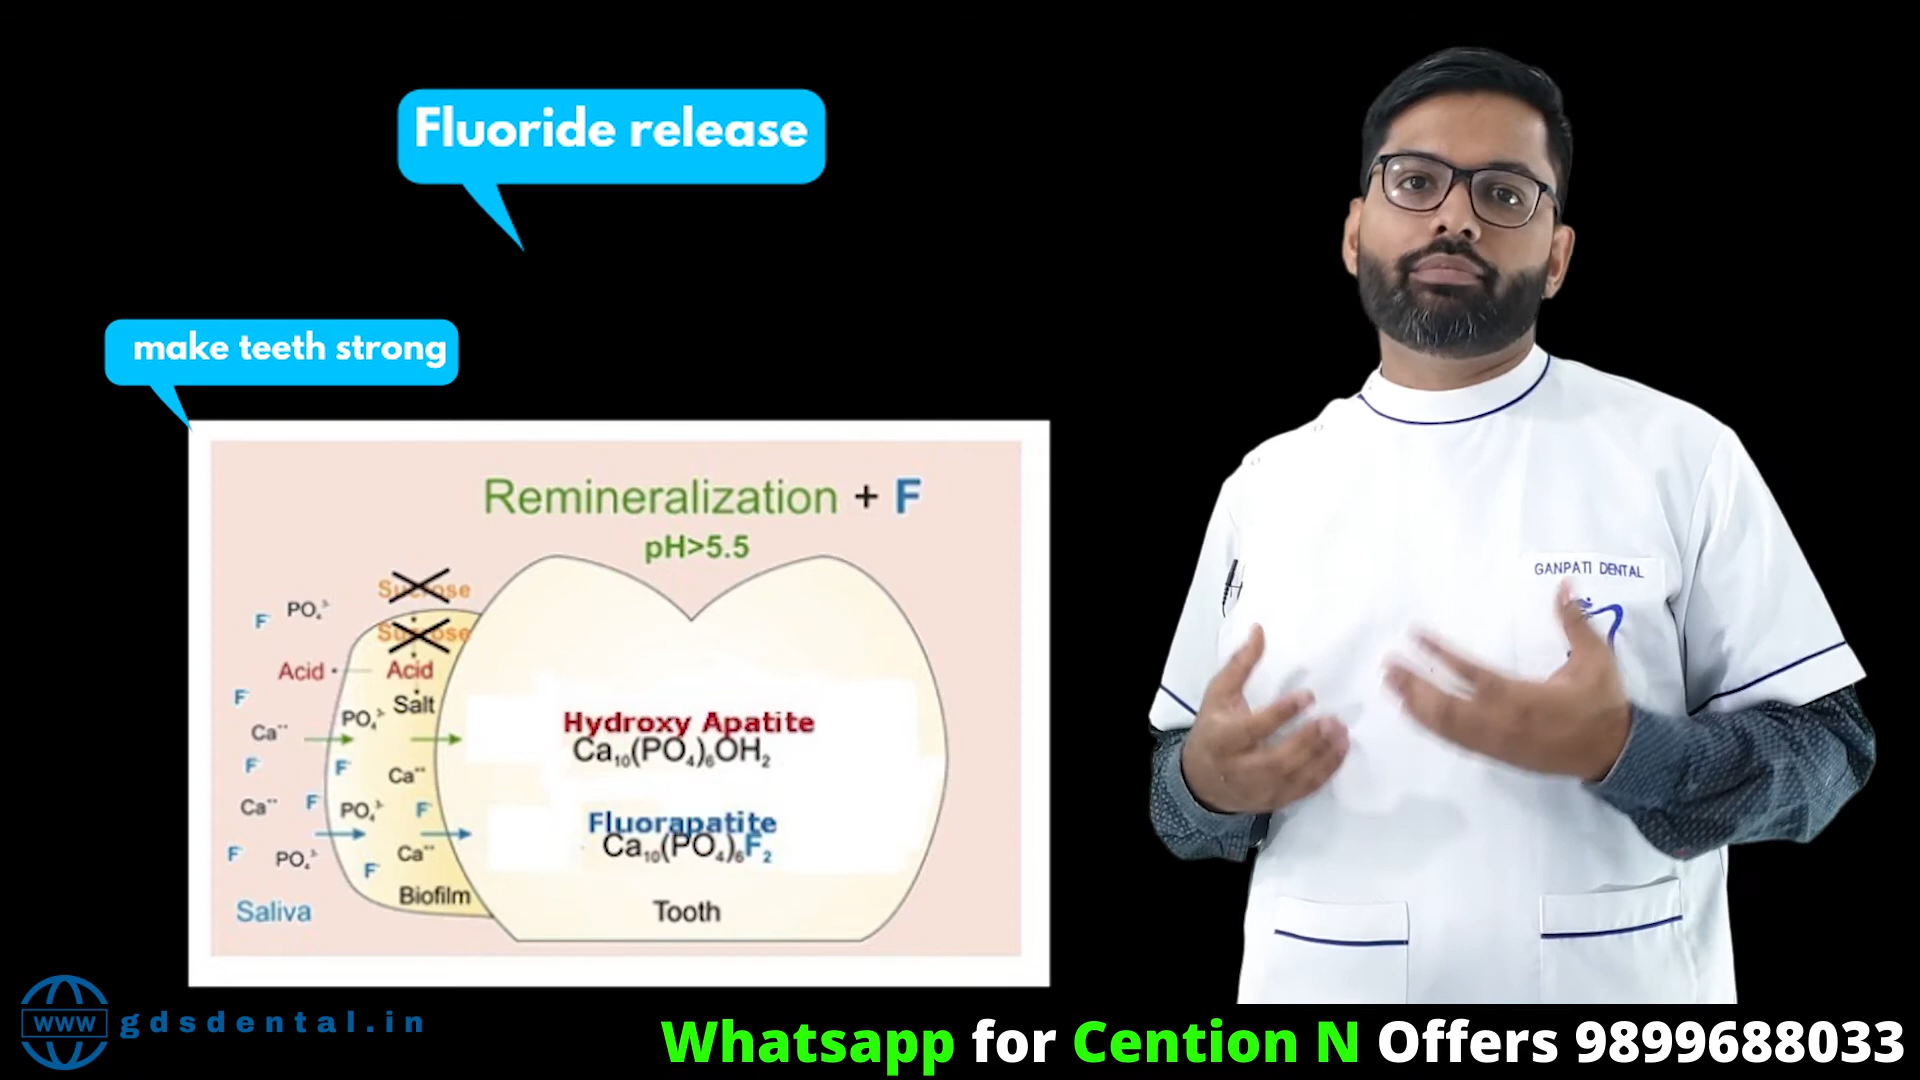 Fluoride release
make teeth strong
Remineralization + F
pH>5.5
Sucrose
F⁻ PO₄³⁻
Sucrose
Acid Acid
F⁻ Salt
PO₄³⁻
Ca⁺⁺
F⁻ F⁻ Ca⁺⁺
Ca⁺⁺ F⁻ PO₄³⁻ F⁻
F⁻ PO₄³⁻ Ca⁺⁺
F⁻
Biofilm
Saliva
Hydroxy Apatite
Ca₁₀(PO₄)₆OH₂
Fluorapatite
Ca₁₀(PO₄)₆F₂
Tooth
GANPATI DENTAL
www gdsdental.in
Whatsapp for Cention N Offers 9899688033